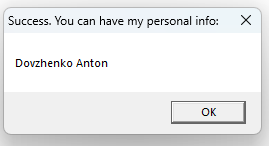 Success. You can have my personal info:
Dovzhenko Anton
OK